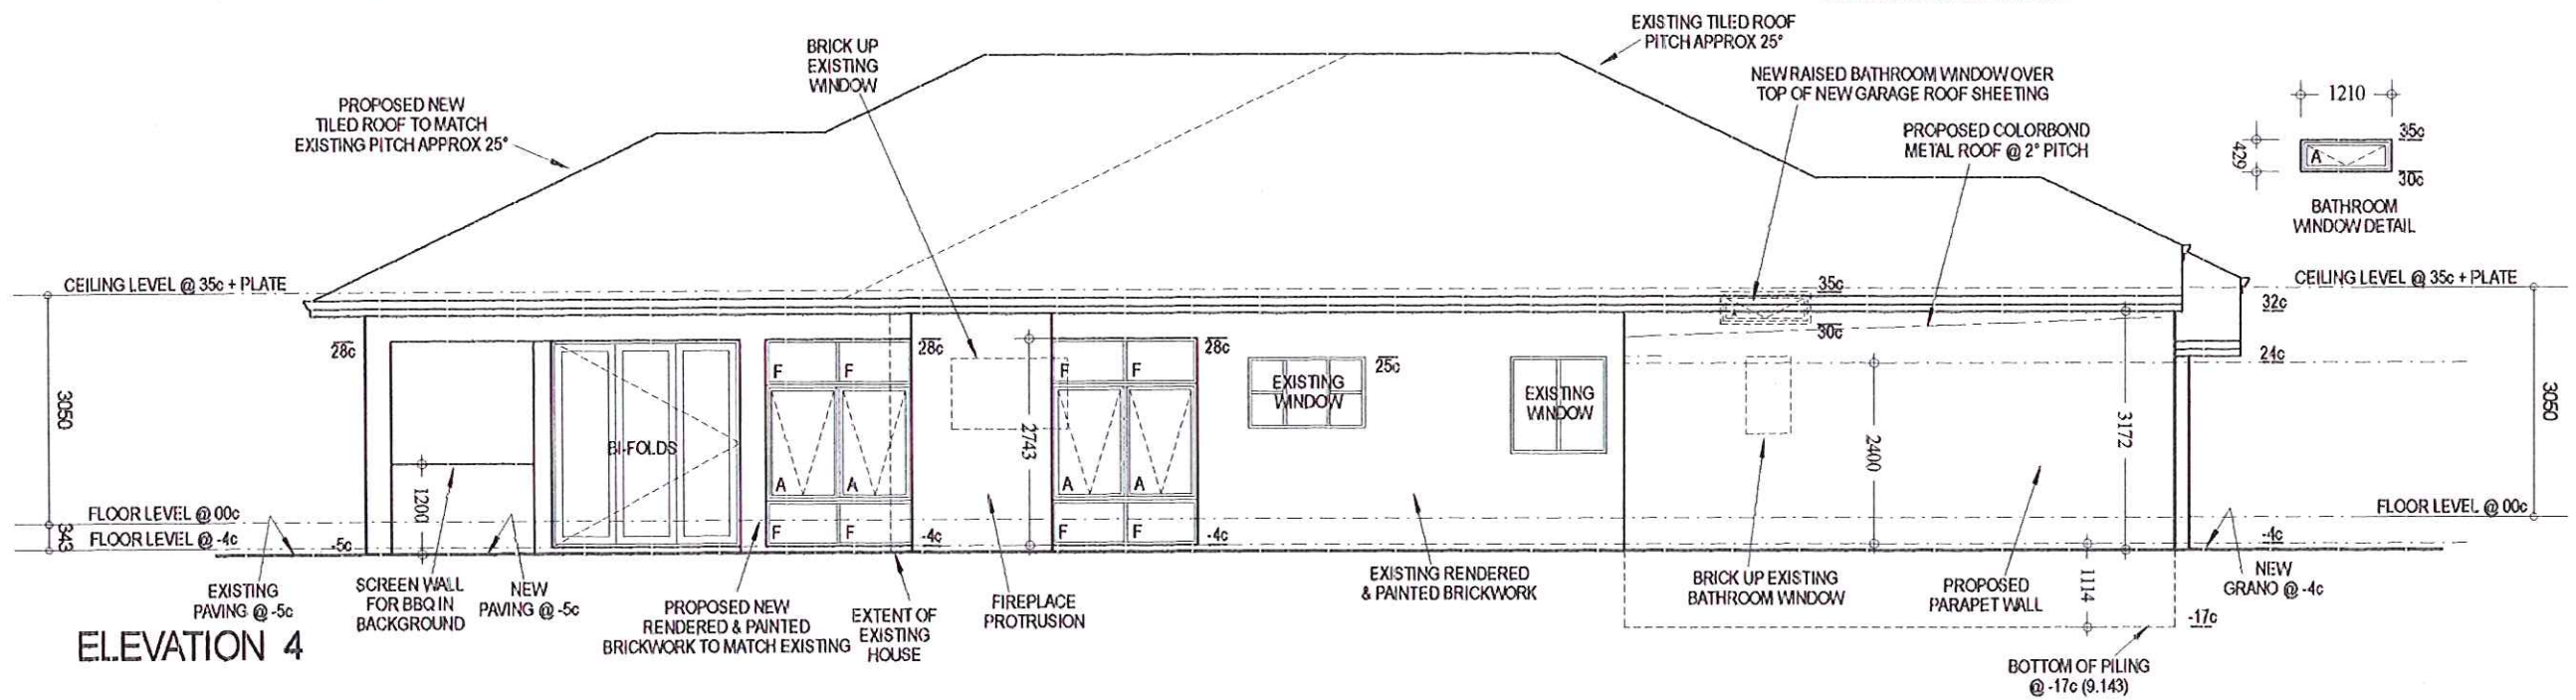 EXISTING TILED ROOF
PITCH APPROX 25°
BRICK UP
EXISTING
WINDOW
NEW RAISED BATHROOM WINDOW OVER
TOP OF NEW GARAGE ROOF SHEETING
PROPOSED NEW
TILED ROOF TO MATCH
EXISTING PITCH APPROX 25°
PROPOSED COLORBOND
METAL ROOF @ 2° PITCH
1210
429
35c
A
30c
BATHROOM
WINDOW DETAIL
CEILING LEVEL @ 35c + PLATE
35c
CEILING LEVEL @ 35c + PLATE
32c
30c
28c
28c
28c
25c
24c
F F
F F
EXISTING
WINDOW
EXISTING
WINDOW
3050
BI-FOLDS
2743
2400
3172
3050
A A
A A
1200
FLOOR LEVEL @ 00c
FLOOR LEVEL @ 00c
343
FLOOR LEVEL @ -4c
-5c
F F
-4c
F F
-4c
-4c
1114
EXISTING
PAVING @ -5c
SCREEN WALL
FOR BBQ IN
BACKGROUND
NEW
PAVING @ -5c
PROPOSED NEW
RENDERED & PAINTED
BRICKWORK TO MATCH EXISTING
EXTENT OF
EXISTING
HOUSE
FIREPLACE
PROTRUSION
EXISTING RENDERED
& PAINTED BRICKWORK
BRICK UP EXISTING
BATHROOM WINDOW
PROPOSED
PARAPET WALL
NEW
GRANO @ -4c
-17c
BOTTOM OF PILING
@ -17c (9.143)
ELEVATION 4